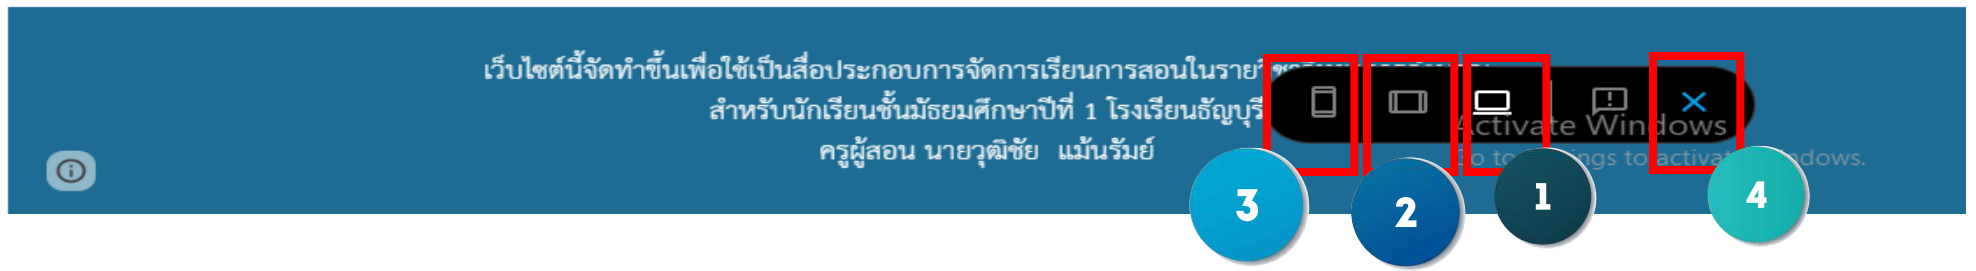 เว็บไซต์นี้จัดทำขึ้นเพื่อใช้เป็นสื่อประกอบการจัดการเรียนการสอนในราย
สำหรับนักเรียนชั้นมัธยมศึกษาปีที่ 1 โรงเรียนธัญบุรี
ครูผู้สอน นายวุฒิชัย แม้นรัมย์
Activate Windows
Go to
3
2
1
4